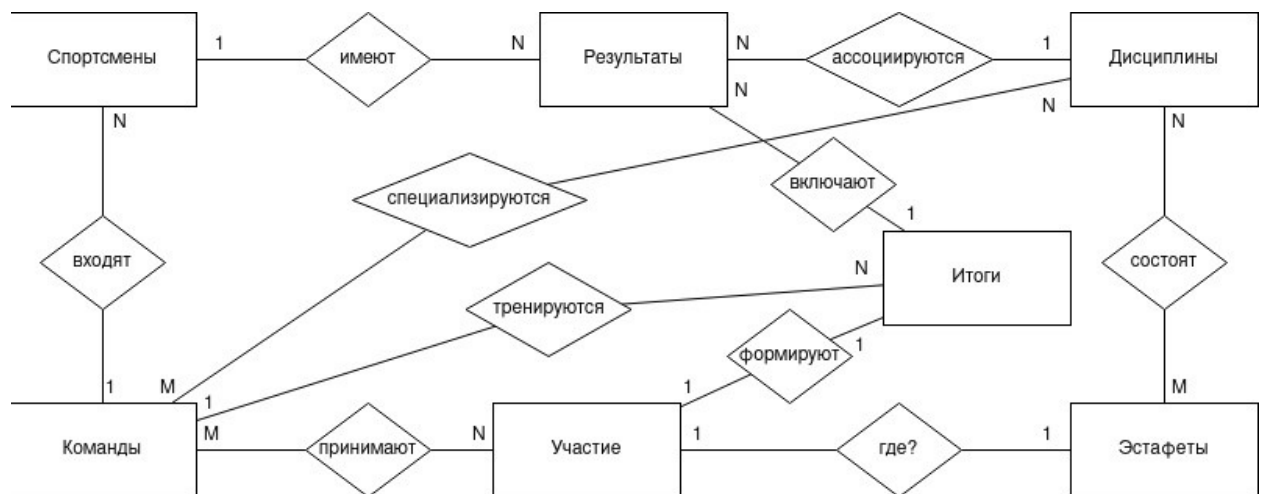 Спортсмены 1 имеют N Результаты N ассоциируются 1 Дисциплины
N N N N
специализируются включают 1
входят N Итоги состоят
тренируются
формируют 1
1 M 1 1 M
Команды M принимают N Участие 1 где? 1 Эстафеты